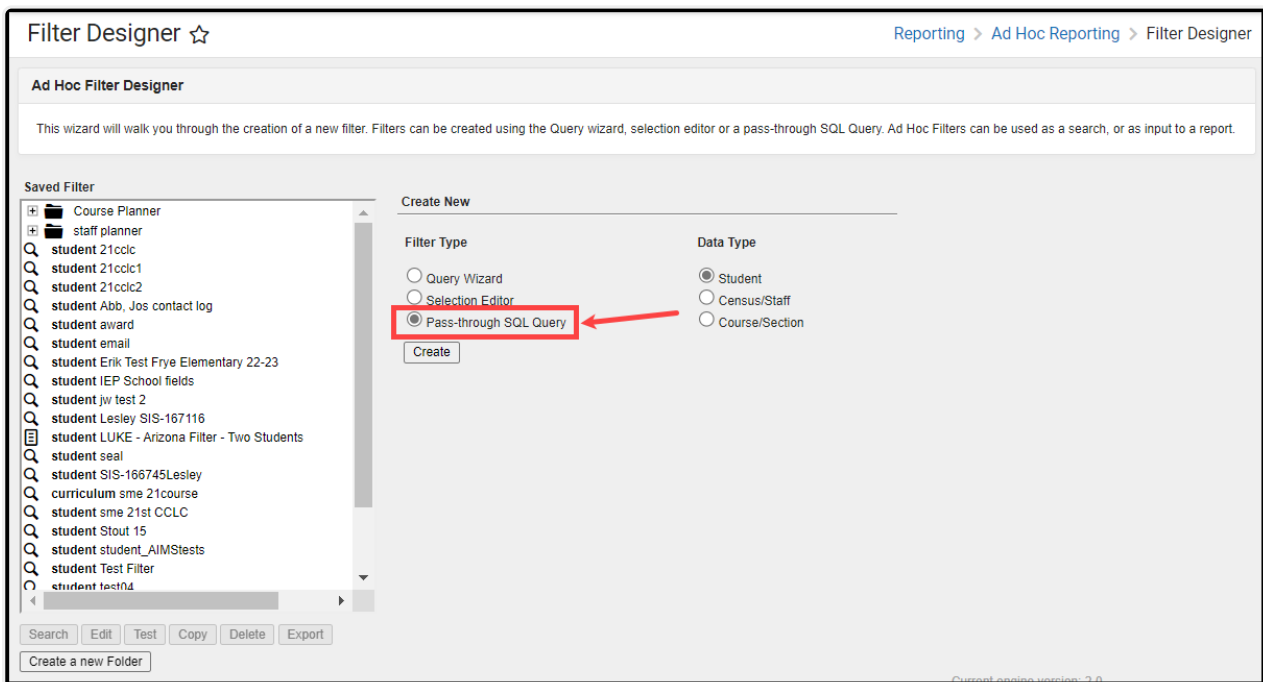 Filter Designer
Reporting > Ad Hoc Reporting > Filter Designer
Ad Hoc Filter Designer
This wizard will walk you through the creation of a new filter. Filters can be created using the Query wizard, selection editor or a pass-through SQL Query. Ad Hoc Filters can be used as a search, or as input to a report.
Saved Filter
Course Planner
staff planner
student 21cclc
student 21cclc1
student 21cclc2
student Abb, Jos contact log
student award
student email
student Erik Test Frye Elementary 22-23
student IEP School fields
student jw test 2
student Lesley SIS-167116
student LUKE - Arizona Filter - Two Students
student seal
student SIS-166745Lesley
curriculum sme 21course
student sme 21st CCLC
student Stout 15
student student_AIMStests
student Test Filter
student test04
Search Edit Test Copy Delete Export
Create a new Folder
Create New
Filter Type
Query Wizard
Selection Editor
Pass-through SQL Query
Create
Data Type
Student
Census/Staff
Course/Section
Current engine version: 2.0